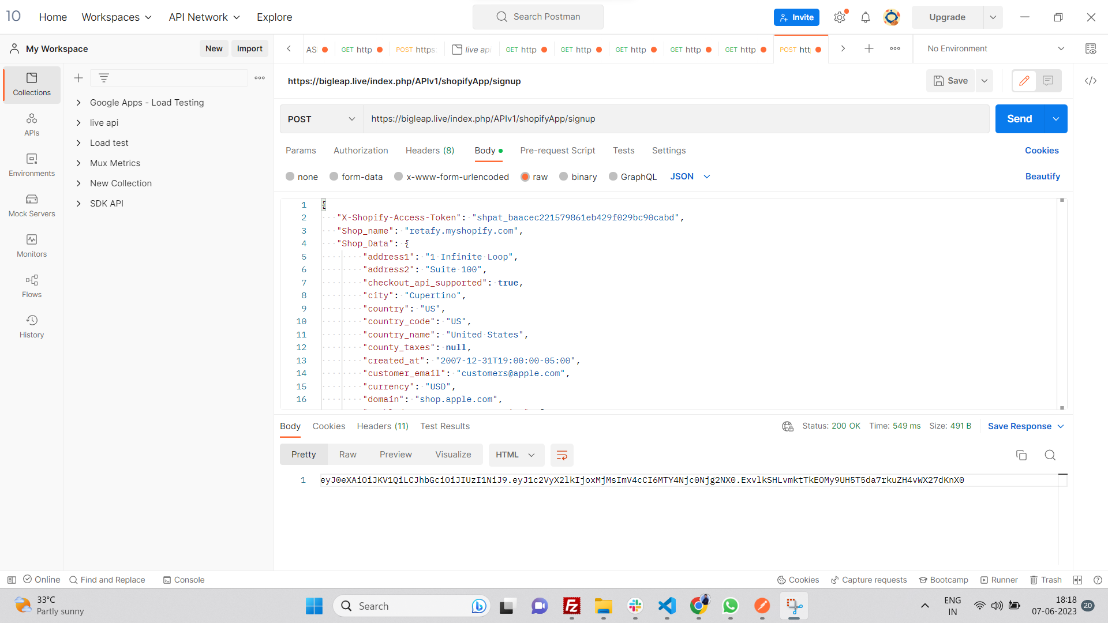 10 Home Workspaces API Network Explore Search Postman Invite Upgrade
My Workspace New Import AS GET http POST https: live ap GET http GET http GET http GET http GET http POST htt No Environment
Collections
APIs
Environments
Mock Servers
Monitors
Flows
History
Google Apps - Load Testing
live api
Load test
Mux Metrics
New Collection
SDK API
https://bigleap.live/index.php/APIv1/shopifyApp/signup Save
POST https://bigleap.live/index.php/APIv1/shopifyApp/signup Send
Params Authorization Headers (8) Body Pre-request Script Tests Settings Cookies
none form-data x-www-form-urlencoded raw binary GraphQL JSON Beautify
1 {
2 "X-Shopify-Access-Token": "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",
3 "Shop_name": "retafy.myshopify.com",
4 "Shop_Data": {
5 "address1": "1 Infinite Loop",
6 "address2": "Suite 100",
7 "checkout_api_supported": true,
8 "city": "Cupertino",
9 "country": "US",
10 "country_code": "US",
11 "country_name": "United States",
12 "county_taxes": null,
13 "created_at": "2007-12-31T19:00:00-05:00",
14 "customer_email": "customers@apple.com",
15 "currency": "USD",
16 "domain": "shop.apple.com",
Body Cookies Headers (11) Test Results Status: 200 OK Time: 549 ms Size: 491 B Save Response
Pretty Raw Preview Visualize HTML
1 eyJ0eXAiOiJKV1QiLCJhbGciOiJIUzI1NiJ9.eyJ1c2VyX2lkIjoxMjMsImV4cCI6MTY4Njc0Njg2NX0.ExvlkSHLvmktTkEOMy9UH5T5da7rkuZH4vWX27dKnX0
Online Find and Replace Console Cookies Capture requests Bootcamp Runner Trash
33°C
Partly sunny
Search
ENG
IN
18:18
07-06-2023
20